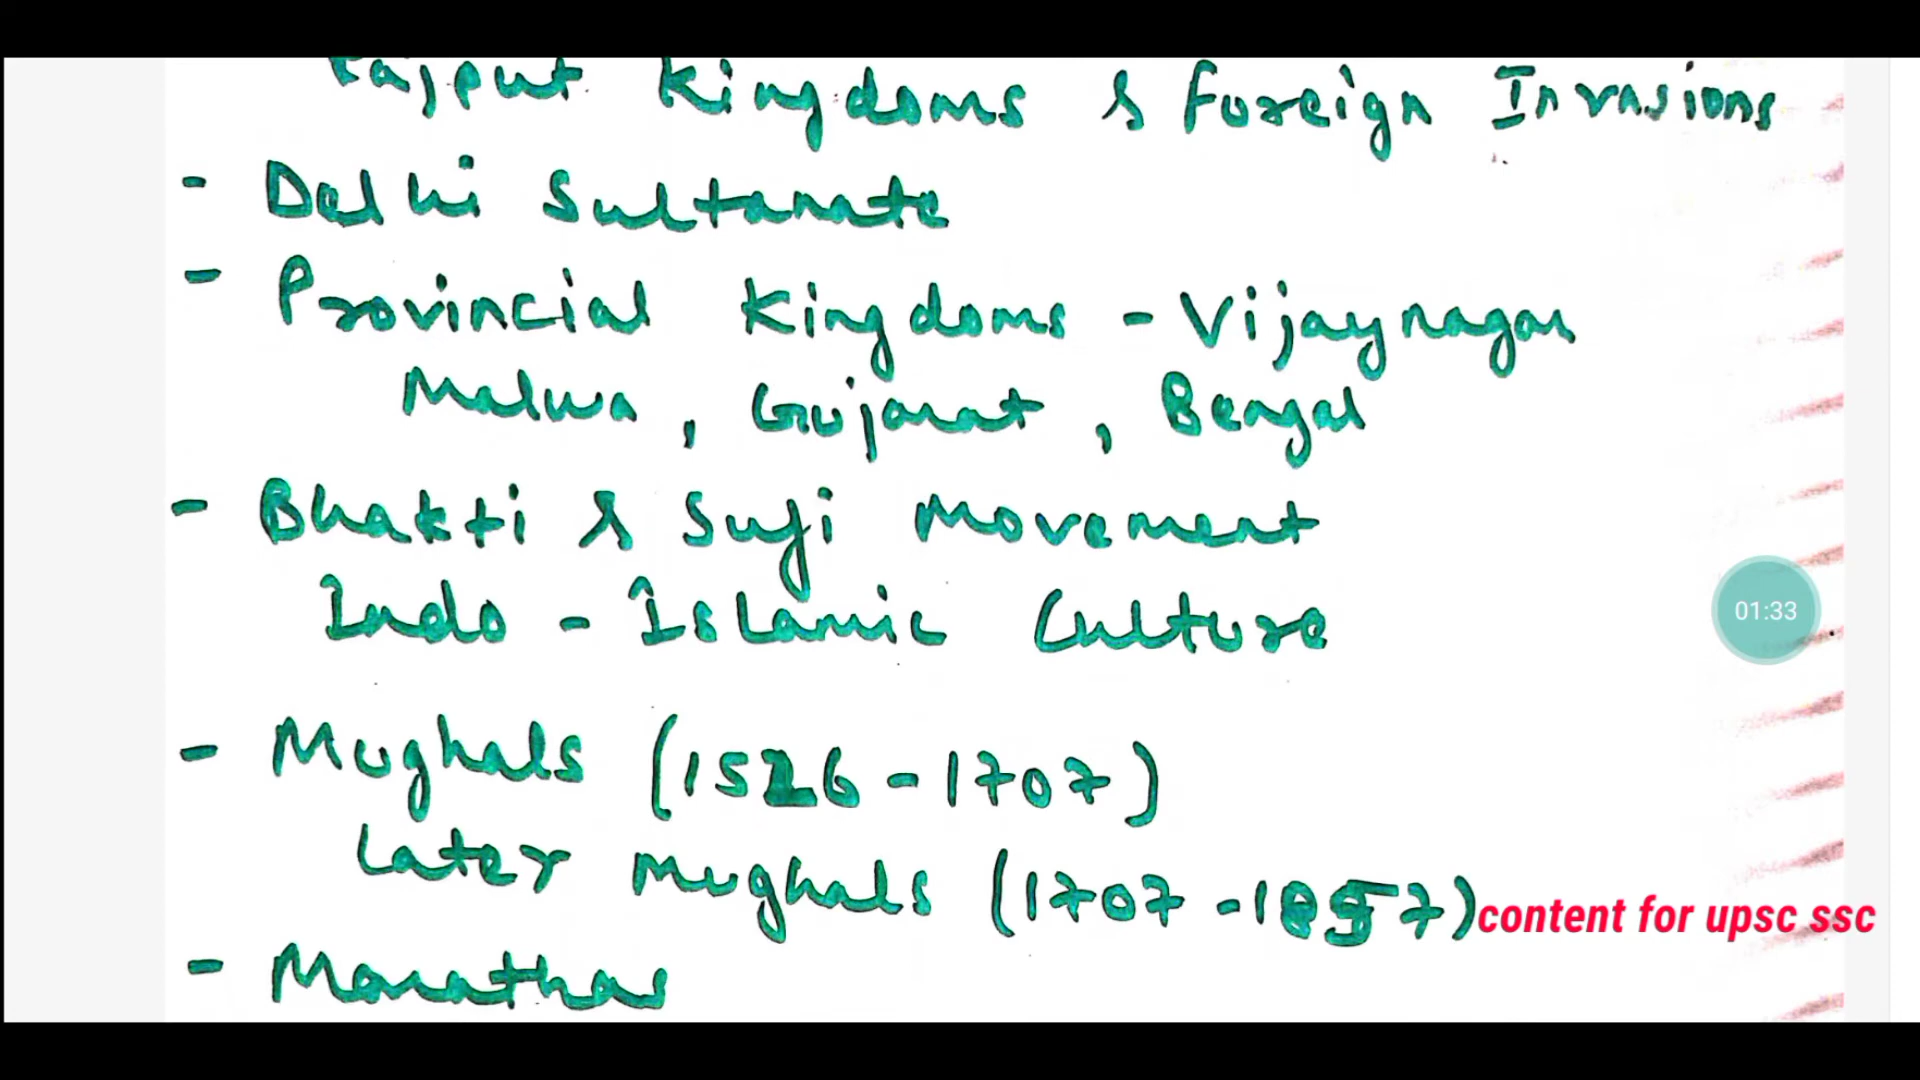 Rajput Kingdoms & Foreign Invasions
- Delhi Sultanate
- Provincial Kingdoms - Vijaynagar
Malwa, Gujarat, Bengal
- Bhakti & Sufi Movement
Indo - Islamic Culture
01:33
- Mughals (1526 - 1707)
Later Mughals (1707 - 1857)
content for upsc ssc
- Marathas